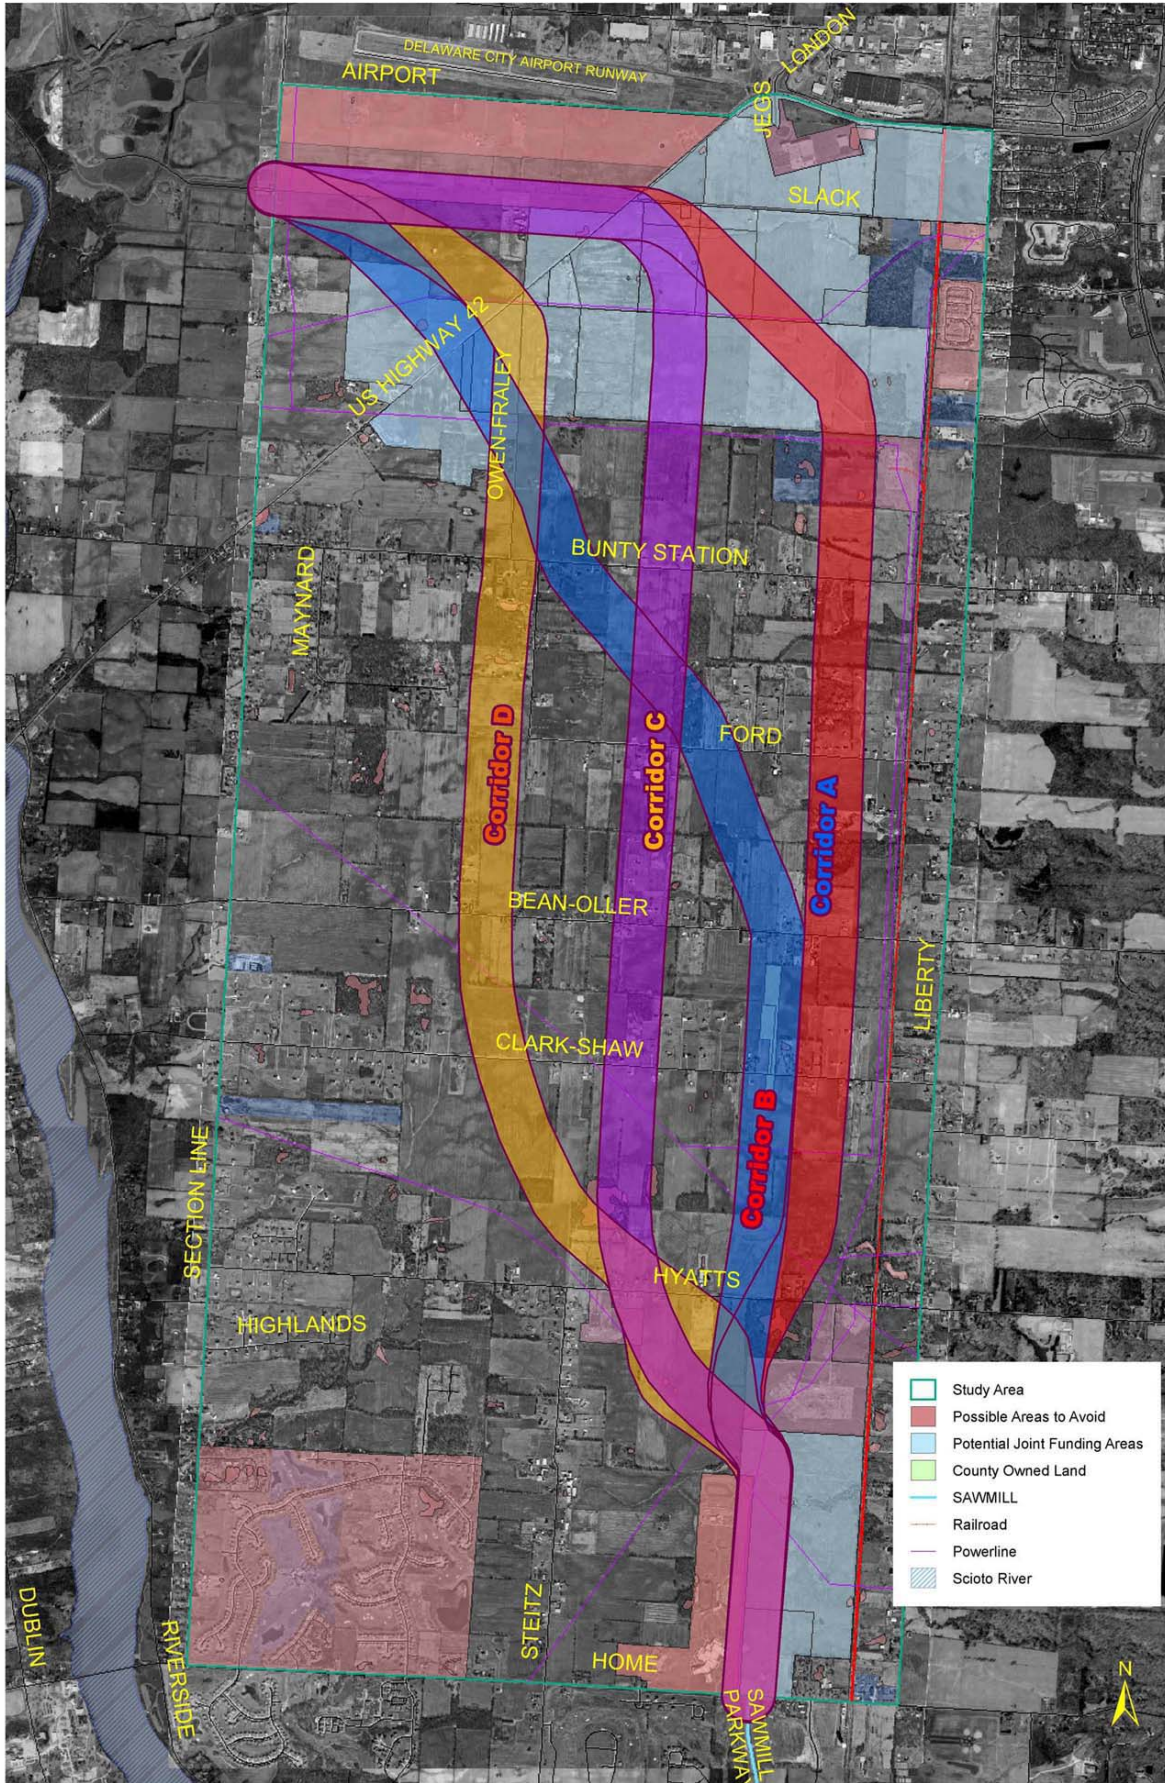 DELAWARE CITY AIRPORT RUNWAY
AIRPORT
LONDON
JEGS
SLACK
US HIGHWAY 42
OWEN-FRALEY
BUNTY STATION
MAYNARD
FORD
Corridor D
Corridor C
Corridor A
BEAN-OLLER
LIBERTY
CLARK-SHAW
Corridor B
SECTION LINE
HYATTS
HIGHLANDS
Study Area
Possible Areas to Avoid
Potential Joint Funding Areas
County Owned Land
SAWMILL
Railroad
Powerline
Scioto River
DUBLIN
RIVERSIDE
STEITZ
HOME
SAWMILL
PARKWAY
N